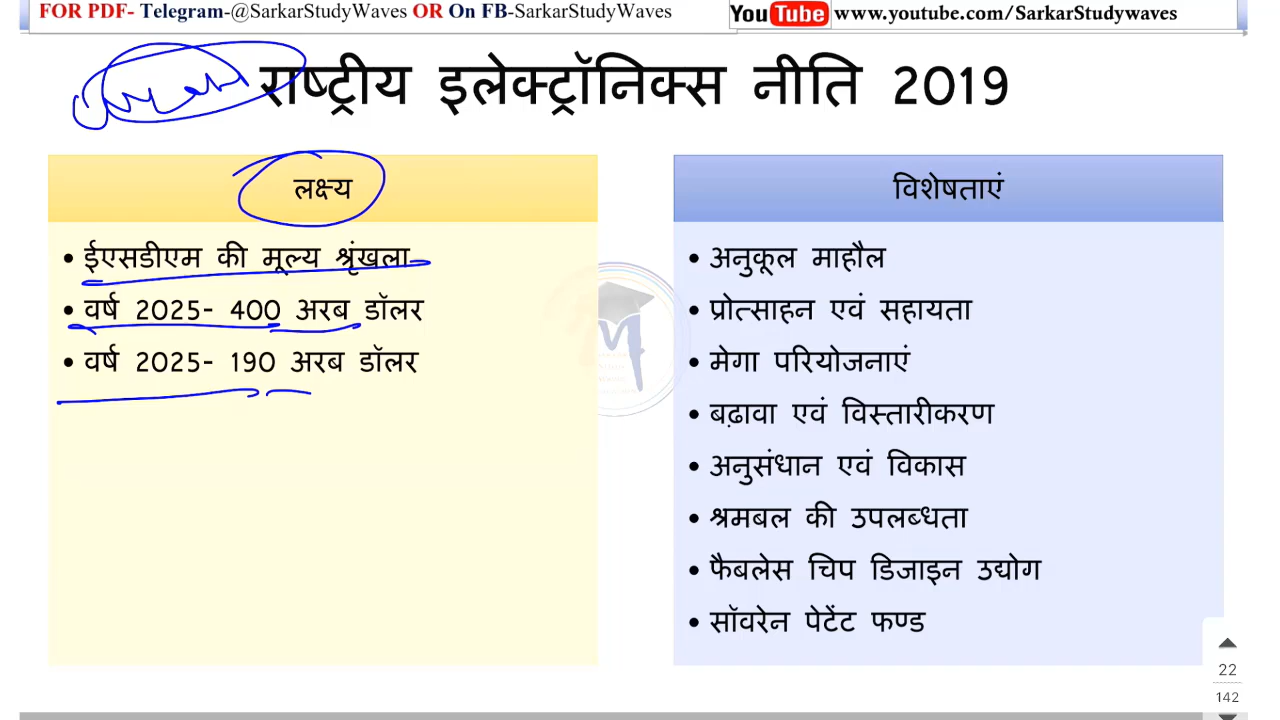 FOR PDF- Telegram-@SarkarStudyWaves OR On FB-SarkarStudyWaves
YouTube www.youtube.com/SarkarStudywaves
राष्ट्रीय इलेक्ट्रॉनिक्स नीति 2019
लक्ष्य
• ईएसडीएम की मूल्य श्रृंखला
• वर्ष 2025- 400 अरब डॉलर
• वर्ष 2025- 190 अरब डॉलर
विशेषताएं
• अनुकूल माहौल
• प्रोत्साहन एवं सहायता
• मेगा परियोजनाएं
• बढ़ावा एवं विस्तारीकरण
• अनुसंधान एवं विकास
• श्रमबल की उपलब्धता
• फैबलेस चिप डिजाइन उद्योग
• सॉवरेन पेटेंट फण्ड
22
142